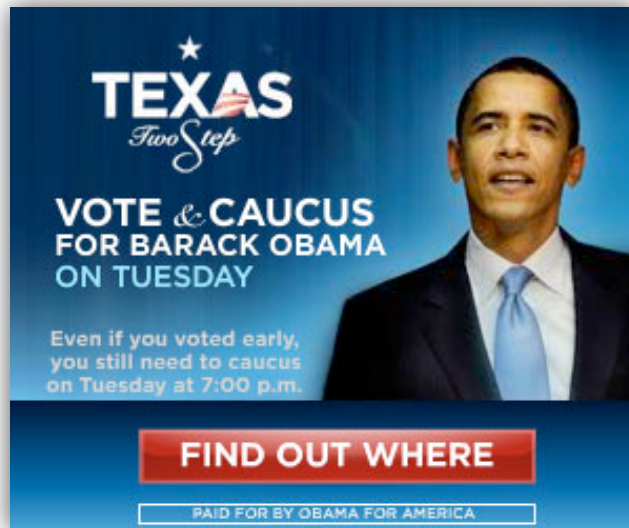 TEXAS
Two Step
VOTE & CAUCUS
FOR BARACK OBAMA
ON TUESDAY
Even if you voted early,
you still need to caucus
on Tuesday at 7:00 p.m.
FIND OUT WHERE
PAID FOR BY OBAMA FOR AMERICA